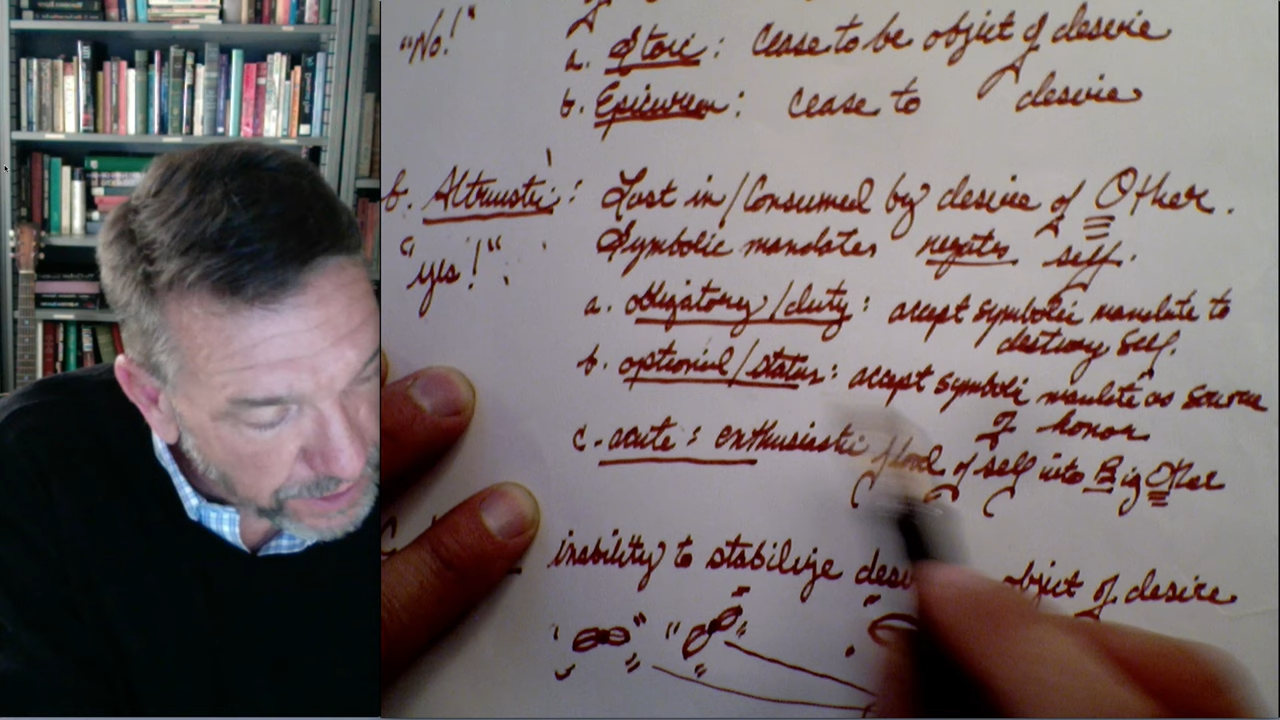 "No!"
a. Stoic: cease to be object of desire
b. Epicurean: cease to desire
b. Altruistic: Lost in/Consumed by desire of Other.
"yes!"
Symbolic mandates negates self.
a. obligatory/duty: accept symbolic mandate to
destroy self.
b. optional/status: accept symbolic mandate as source
of honor
c. acute: enthusiastic flood of self into Big Other
inability to stabilize object of desire